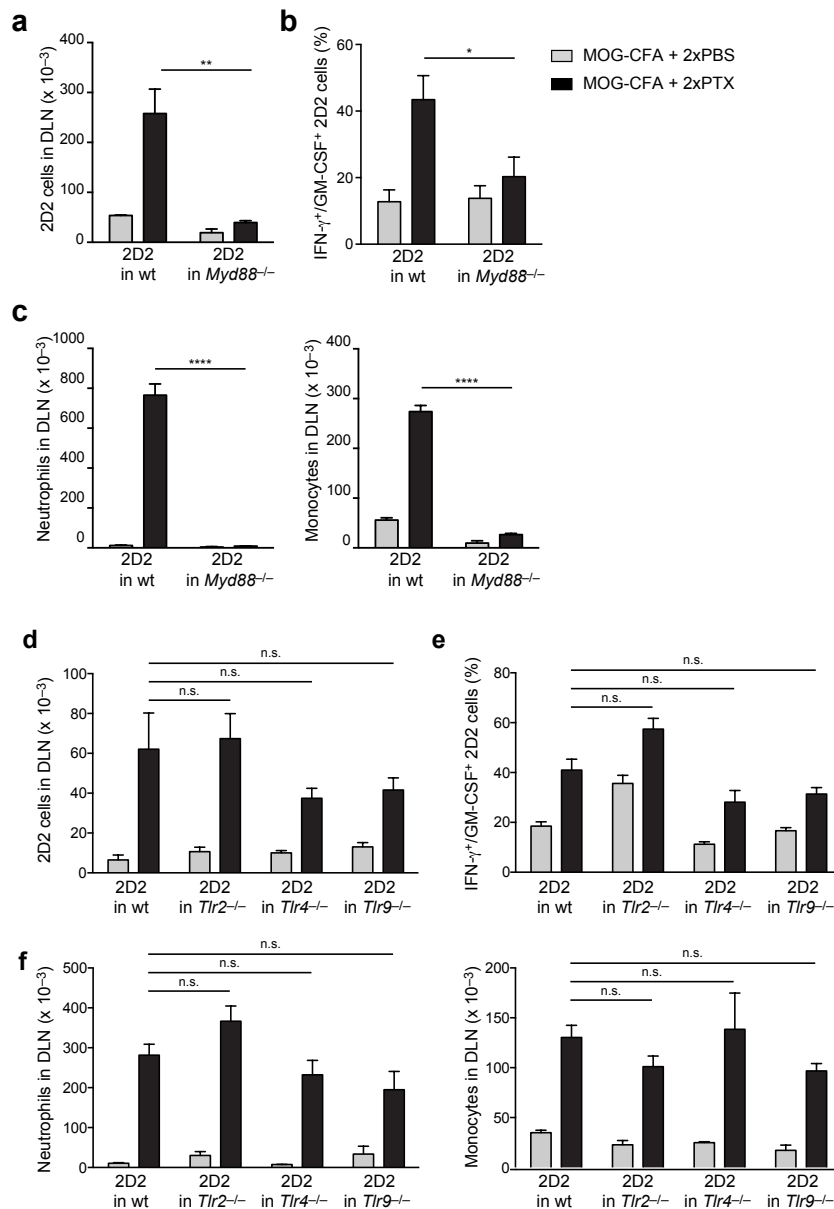 a
2D2 cells in DLN (x 10⁻³)
400
300
200
100
0
**
2D2
in wt
2D2
in Myd88⁻/⁻
b
IFN-γ⁺/GM-CSF⁺ 2D2 cells (%)
60
40
20
0
*
2D2
in wt
2D2
in Myd88⁻/⁻
MOG-CFA + 2xPBS
MOG-CFA + 2xPTX
c
Neutrophils in DLN (x 10⁻³)
1000
800
600
400
200
0
****
2D2
in wt
2D2
in Myd88⁻/⁻
Monocytes in DLN (x 10⁻³)
400
300
200
100
0
****
2D2
in wt
2D2
in Myd88⁻/⁻
d
2D2 cells in DLN (x 10⁻³)
100
80
60
40
20
0
n.s.
n.s.
n.s.
2D2
in wt
2D2
in Tlr2⁻/⁻
2D2
in Tlr4⁻/⁻
2D2
in Tlr9⁻/⁻
e
IFN-γ⁺/GM-CSF⁺ 2D2 cells (%)
80
60
40
20
0
n.s.
n.s.
n.s.
2D2
in wt
2D2
in Tlr2⁻/⁻
2D2
in Tlr4⁻/⁻
2D2
in Tlr9⁻/⁻
f
Neutrophils in DLN (x 10⁻³)
500
400
300
200
100
0
n.s.
n.s.
n.s.
2D2
in wt
2D2
in Tlr2⁻/⁻
2D2
in Tlr4⁻/⁻
2D2
in Tlr9⁻/⁻
Monocytes in DLN (x 10⁻³)
200
150
100
50
0
n.s.
n.s.
n.s.
2D2
in wt
2D2
in Tlr2⁻/⁻
2D2
in Tlr4⁻/⁻
2D2
in Tlr9⁻/⁻